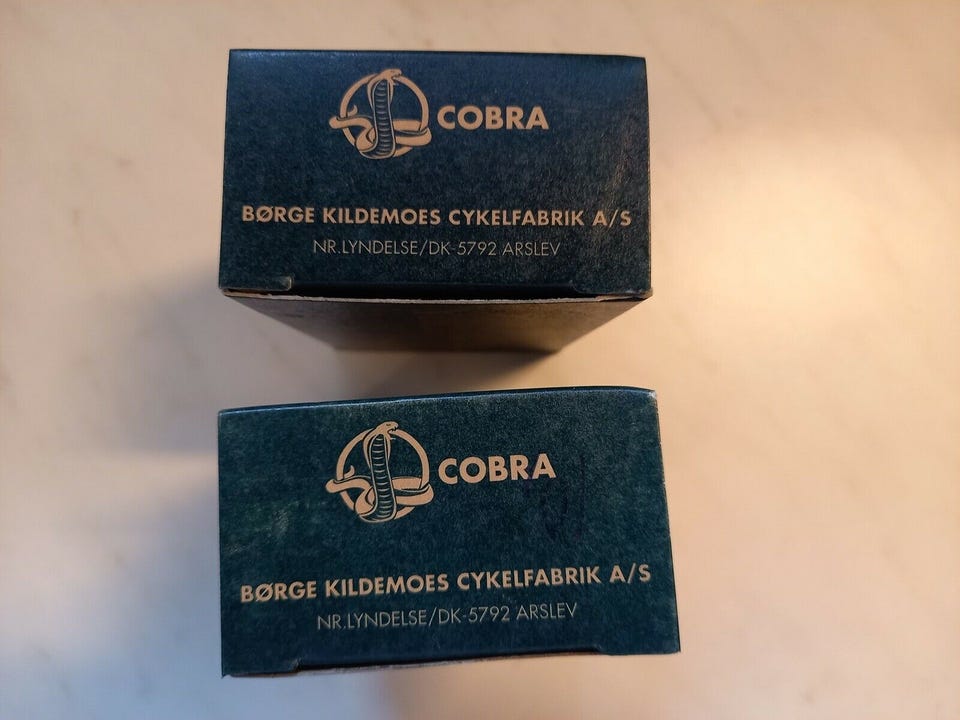 COBRA
BØRGE KILDEMOES CYKELFABRIK A/S
NR.LYNDELSE/DK-5792 ARSLEV
COBRA
BØRGE KILDEMOES CYKELFABRIK A/S
NR.LYNDELSE/DK-5792 ARSLEV